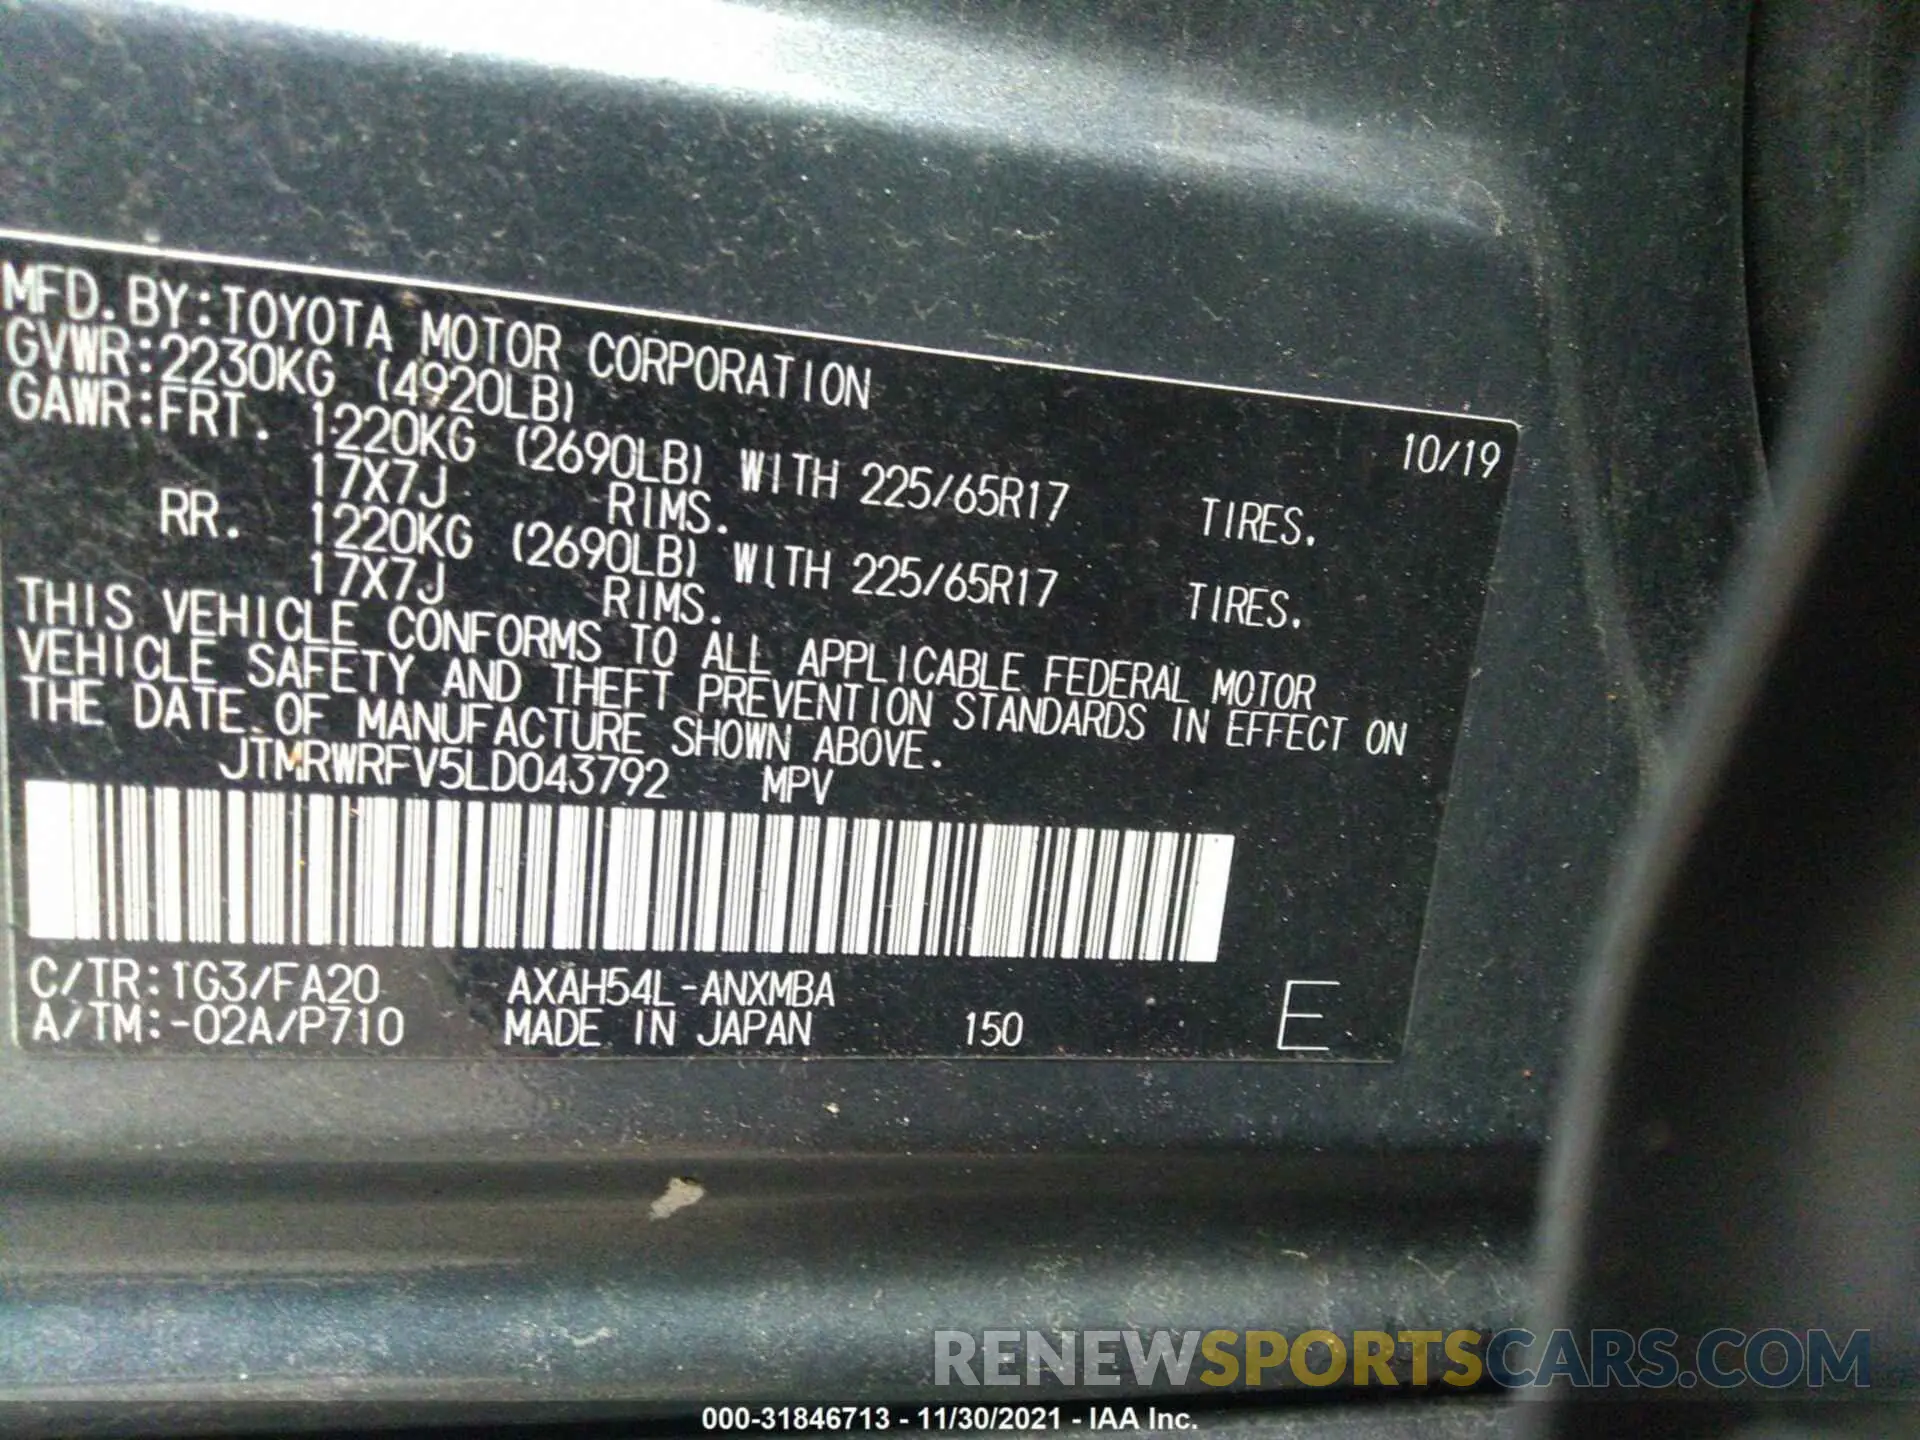 MFD.BY:TOYOTA MOTOR CORPORATION 10/19
GVWR:2230KG (4920LB)
GAWR:FRT. 1220KG (2690LB) WITH 225/65R17 TIRES.
17X7J RIMS.
RR. 1220KG (2690LB) WITH 225/65R17 TIRES.
17X7J RIMS.
THIS VEHICLE CONFORMS TO ALL APPLICABLE FEDERAL MOTOR
VEHICLE SAFETY AND THEFT PREVENTION STANDARDS IN EFFECT ON
THE DATE OF MANUFACTURE SHOWN ABOVE.
JTMRWRFV5LD043792 MPV
C/TR:1G3/FA20 AXAH54L-ANXMBA
A/TM:-02A/P710 MADE IN JAPAN 150 E
RENEWSPORTSCARS.COM
000-31846713 - 11/30/2021 - IAA Inc.